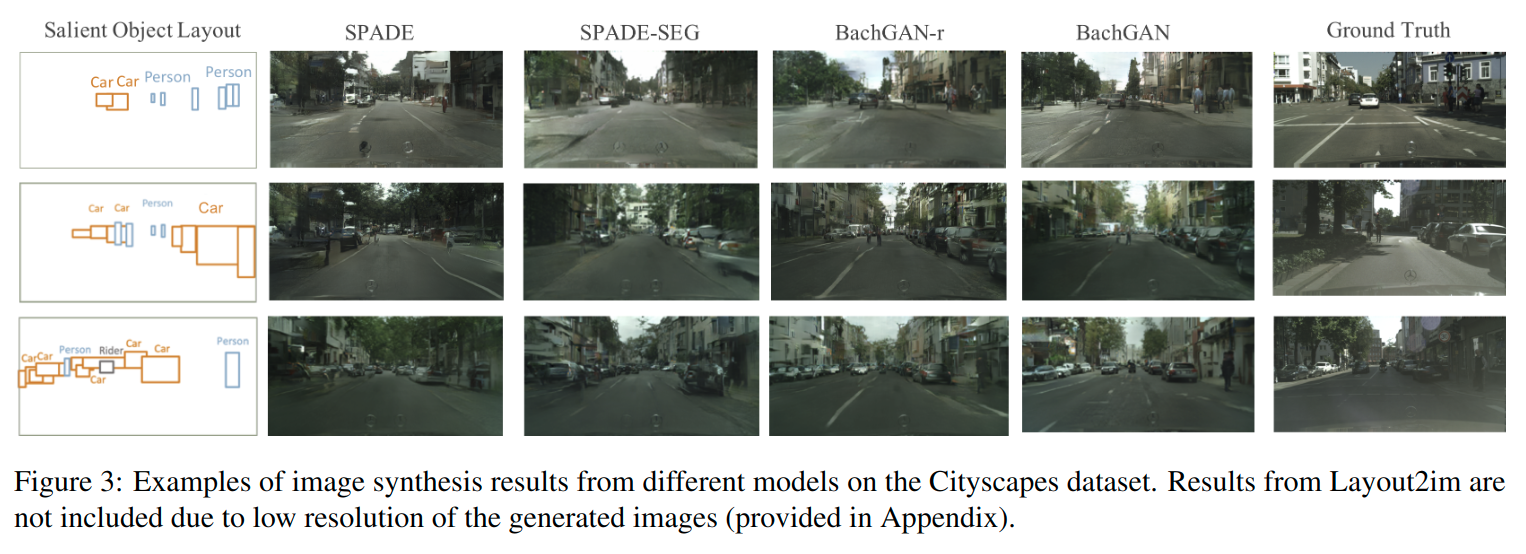 Salient Object Layout SPADE SPADE-SEG BachGAN-r BachGAN Ground Truth
Car Car Person Person
Car Car Person Car
CarCar Person Rider Car Car Person
Car
Figure 3: Examples of image synthesis results from different models on the Cityscapes dataset. Results from Layout2im are
not included due to low resolution of the generated images (provided in Appendix).